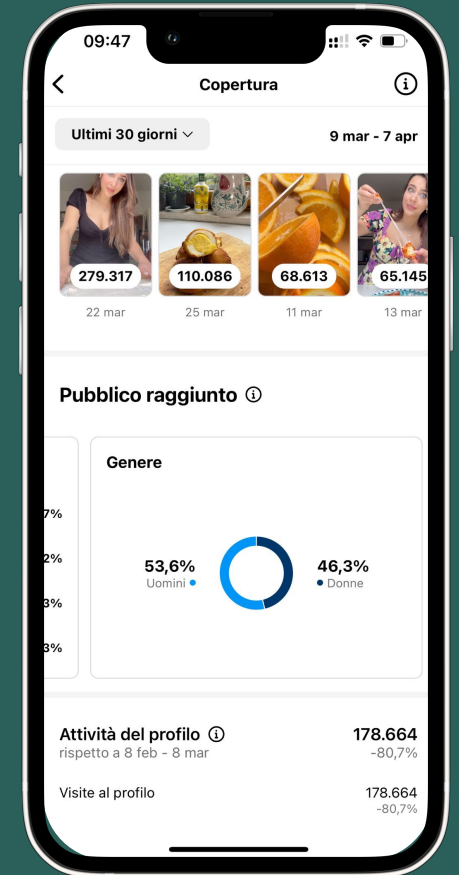 09:47
Copertura
Ultimi 30 giorni
9 mar - 7 apr
279.317
110.086
68.613
65.145
22 mar
25 mar
11 mar
13 mar
Pubblico raggiunto
Genere
7%
2%
3%
3%
53,6%
Uomini
46,3%
Donne
Attività del profilo
178.664
rispetto a 8 feb - 8 mar
-80,7%
Visite al profilo
178.664
-80,7%